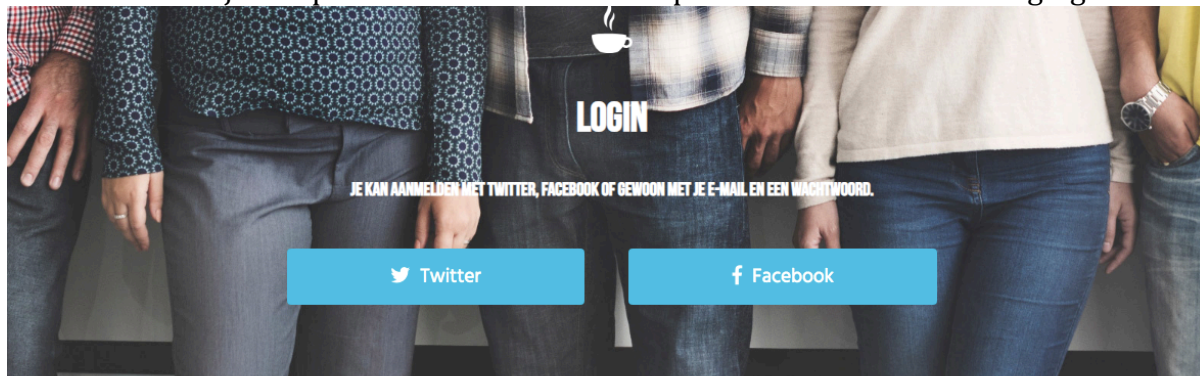 LOGIN
JE KAN AANMELDEN MET TWITTER, FACEBOOK OF GEWOON MET JE E-MAIL EN EEN WACHTWOORD.
Twitter Facebook